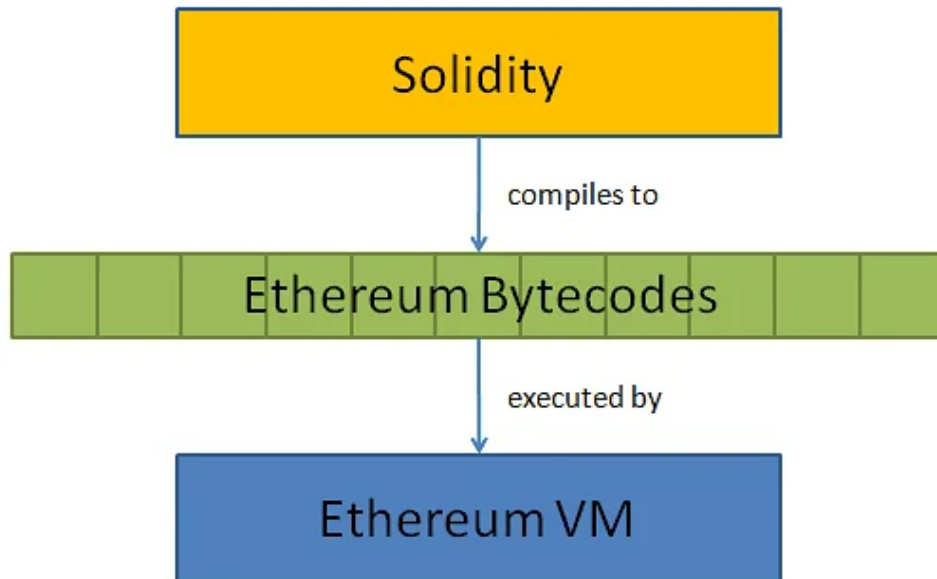 Solidity
compiles to
Ethereum Bytecodes
executed by
Ethereum VM